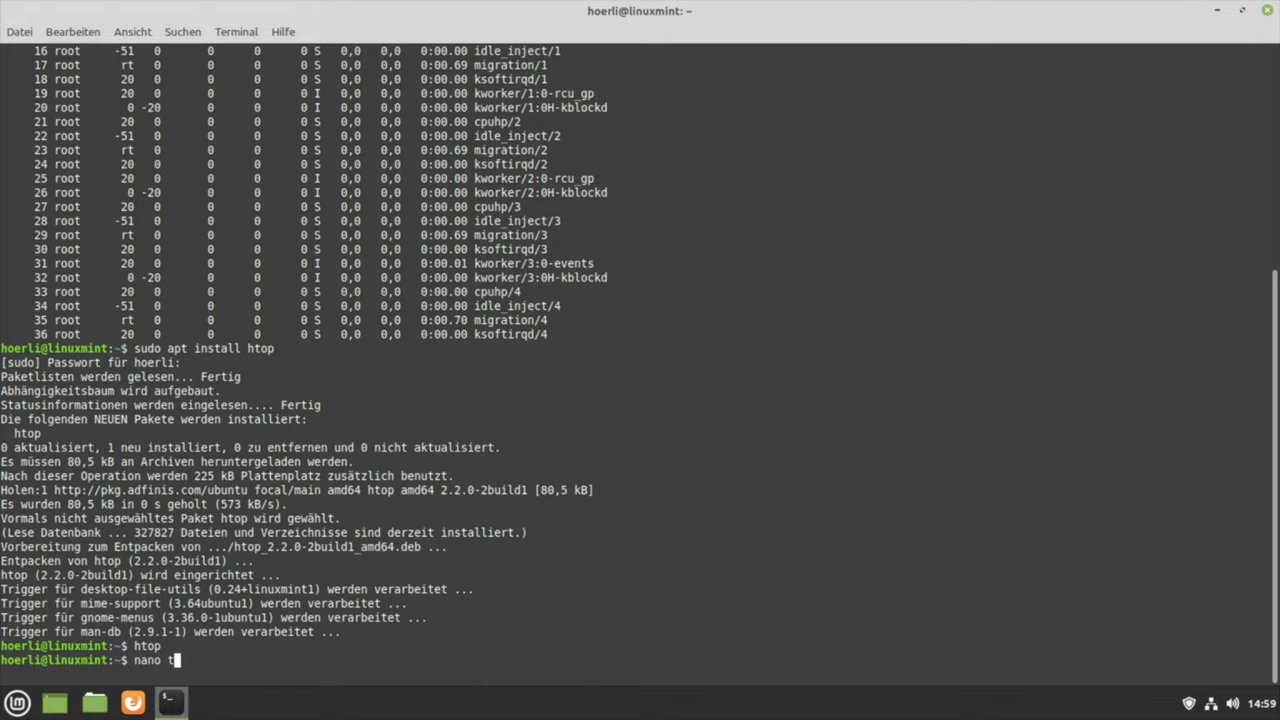 hoerli@linuxmint: ~
Datei Bearbeiten Ansicht Suchen Terminal Hilfe
16 root -51 0 0 0 0 S 0,0 0,0 0:00.00 idle_inject/1
17 root rt 0 0 0 0 S 0,0 0,0 0:00.69 migration/1
18 root 20 0 0 0 0 S 0,0 0,0 0:00.00 ksoftirqd/1
19 root 20 0 0 0 0 I 0,0 0,0 0:00.00 kworker/1:0-rcu_gp
20 root 0 -20 0 0 0 I 0,0 0,0 0:00.00 kworker/1:0H-kblockd
21 root 20 0 0 0 0 S 0,0 0,0 0:00.00 cpuhp/2
22 root -51 0 0 0 0 S 0,0 0,0 0:00.00 idle_inject/2
23 root rt 0 0 0 0 S 0,0 0,0 0:00.69 migration/2
24 root 20 0 0 0 0 S 0,0 0,0 0:00.00 ksoftirqd/2
25 root 20 0 0 0 0 I 0,0 0,0 0:00.00 kworker/2:0-rcu_gp
26 root 0 -20 0 0 0 I 0,0 0,0 0:00.00 kworker/2:0H-kblockd
27 root 20 0 0 0 0 S 0,0 0,0 0:00.00 cpuhp/3
28 root -51 0 0 0 0 S 0,0 0,0 0:00.00 idle_inject/3
29 root rt 0 0 0 0 S 0,0 0,0 0:00.69 migration/3
30 root 20 0 0 0 0 S 0,0 0,0 0:00.00 ksoftirqd/3
31 root 20 0 0 0 0 I 0,0 0,0 0:00.01 kworker/3:0-events
32 root 0 -20 0 0 0 I 0,0 0,0 0:00.00 kworker/3:0H-kblockd
33 root 20 0 0 0 0 S 0,0 0,0 0:00.00 cpuhp/4
34 root -51 0 0 0 0 S 0,0 0,0 0:00.00 idle_inject/4
35 root rt 0 0 0 0 S 0,0 0,0 0:00.70 migration/4
36 root 20 0 0 0 0 S 0,0 0,0 0:00.00 ksoftirqd/4
hoerli@linuxmint:~$ sudo apt install htop
[sudo] Passwort für hoerli:
Paketlisten werden gelesen... Fertig
Abhängigkeitsbaum wird aufgebaut.
Statusinformationen werden eingelesen.... Fertig
Die folgenden NEUEN Pakete werden installiert:
htop
0 aktualisiert, 1 neu installiert, 0 zu entfernen und 0 nicht aktualisiert.
Es müssen 80,5 kB an Archiven heruntergeladen werden.
Nach dieser Operation werden 225 kB Plattenplatz zusätzlich benutzt.
Holen:1 http://pkg.adfinis.com/ubuntu focal/main amd64 htop amd64 2.2.0-2build1 [80,5 kB]
Es wurden 80,5 kB in 0 s geholt (573 kB/s).
Vormals nicht ausgewähltes Paket htop wird gewählt.
(Lese Datenbank ... 327827 Dateien und Verzeichnisse sind derzeit installiert.)
Vorbereitung zum Entpacken von .../htop_2.2.0-2build1_amd64.deb ...
Entpacken von htop (2.2.0-2build1) ...
htop (2.2.0-2build1) wird eingerichtet ...
Trigger für desktop-file-utils (0.24+linuxmint1) werden verarbeitet ...
Trigger für mime-support (3.64ubuntu1) werden verarbeitet ...
Trigger für gnome-menus (3.36.0-1ubuntu1) werden verarbeitet ...
Trigger für man-db (2.9.1-1) werden verarbeitet ...
hoerli@linuxmint:~$ htop
hoerli@linuxmint:~$ nano t
14:59